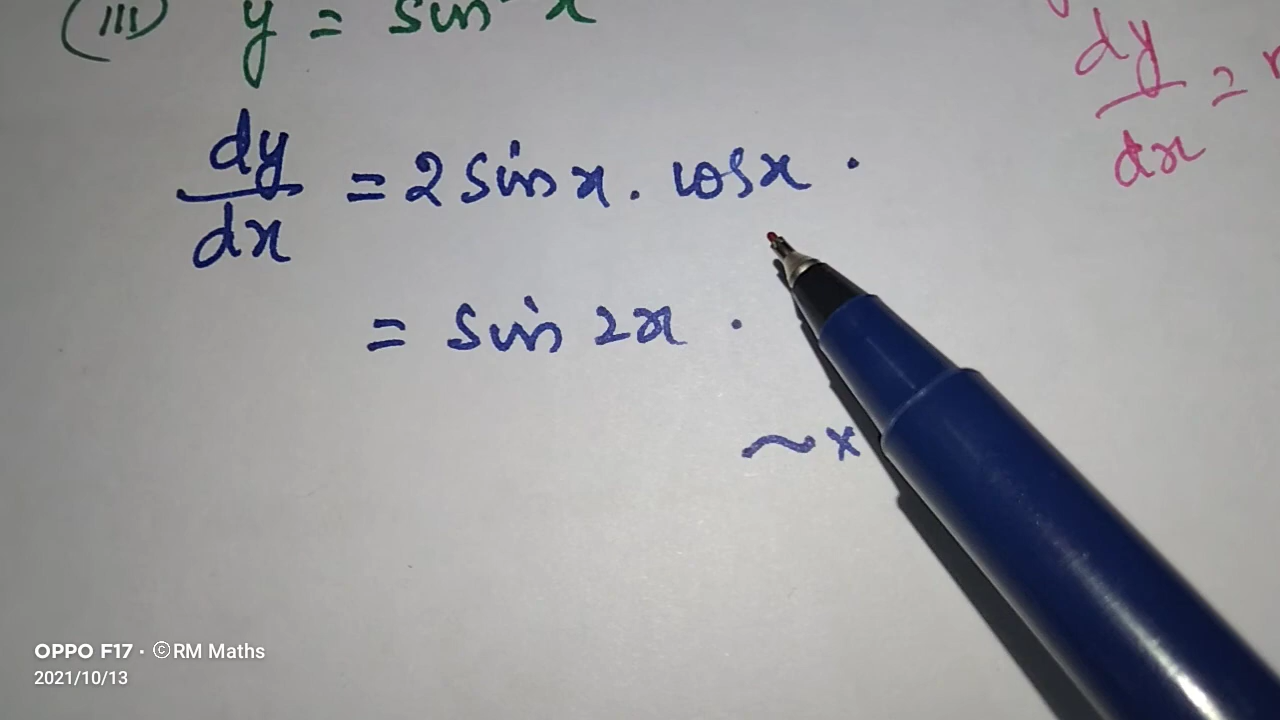 (III) y = sin x
dy/dx = 2 sin x . cos x .
= sin 2x .
~ x
dy/dx =
OPPO F17 · ©RM Maths
2021/10/13